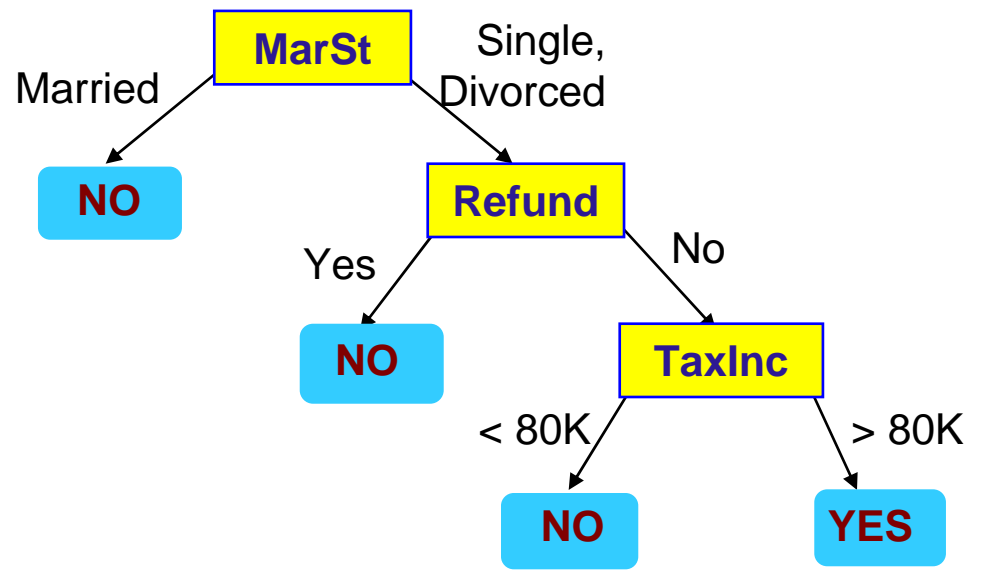 MarSt
Single,
Divorced
Married
NO
Refund
Yes
No
NO
TaxInc
< 80K
> 80K
NO
YES